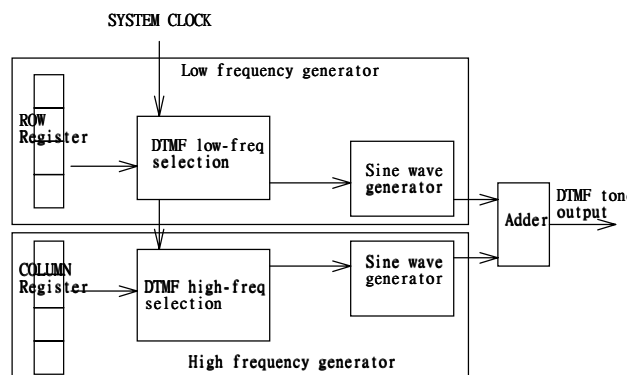 SYSTEM CLOCK
Low frequency generator
ROW
Register
DTMF low-freq
selection
Sine wave
generator
Adder
DTMF tone
output
COLUMN
Register
DTMF high-freq
selection
Sine wave
generator
High frequency generator